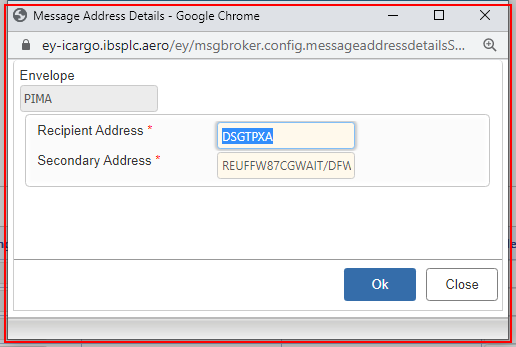 Message Address Details - Google Chrome
ey-icargo.ibsplc.aero/ey/msgbroker.config.messageaddressdetailsS...
Envelope
PIMA
Recipient Address *
DSGTPXA
Secondary Address *
REUFFW87CGWAIT/DFW
Ok
Close